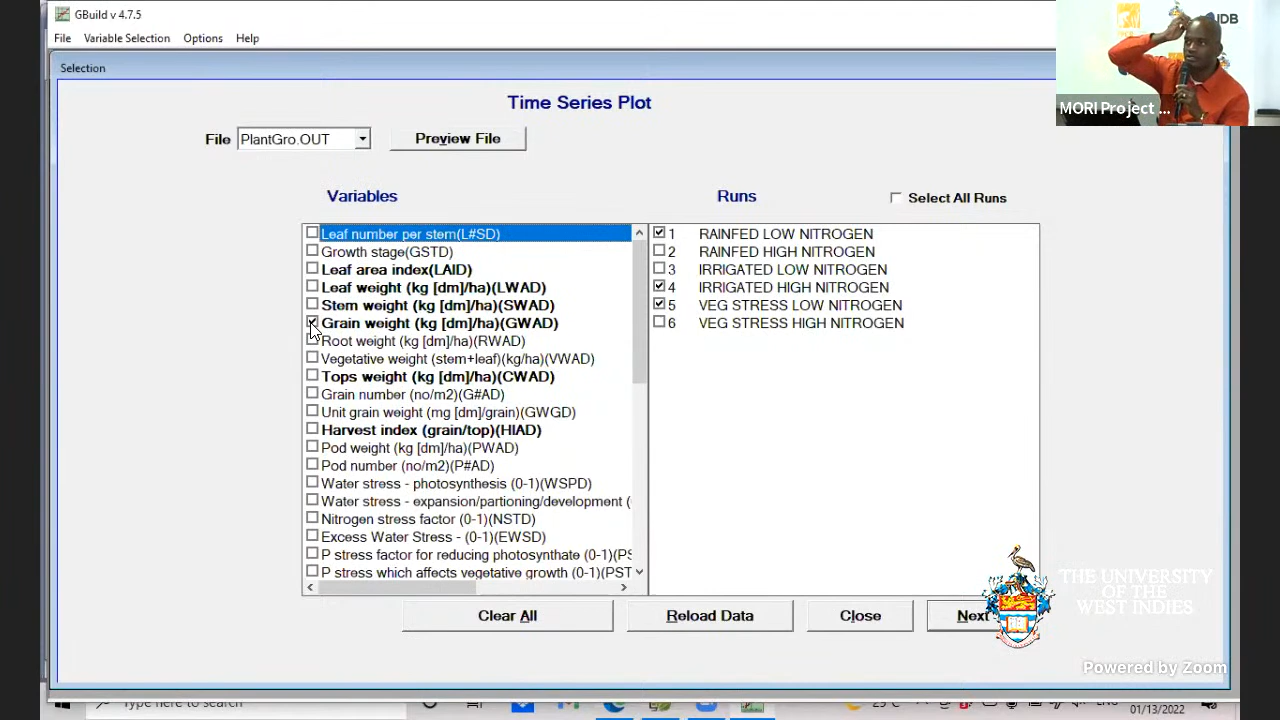 GBuild v 4.7.5
File Variable Selection Options Help
Selection
Time Series Plot
File PlantGro.OUT Preview File
Variables
Runs
Select All Runs
Leaf number per stem(L#SD)
Growth stage(GSTD)
Leaf area index(LAID)
Leaf weight (kg [dm]/ha)(LWAD)
Stem weight (kg [dm]/ha)(SWAD)
Grain weight (kg [dm]/ha)(GWAD)
Root weight (kg [dm]/ha)(RWAD)
Vegetative weight (stem+leaf)(kg/ha)(VWAD)
Tops weight (kg [dm]/ha)(CWAD)
Grain number (no/m2)(G#AD)
Unit grain weight (mg [dm]/grain)(GWGD)
Harvest index (grain/top)(HIAD)
Pod weight (kg [dm]/ha)(PWAD)
Pod number (no/m2)(P#AD)
Water stress - photosynthesis (0-1)(WSPD)
Water stress - expansion/partioning/development (
Nitrogen stress factor (0-1)(NSTD)
Excess Water Stress - (0-1)(EWSD)
P stress factor for reducing photosynthate (0-1)(PS
P stress which affects vegetative growth (0-1)(PST
1 RAINFED LOW NITROGEN
2 RAINFED HIGH NITROGEN
3 IRRIGATED LOW NITROGEN
4 IRRIGATED HIGH NITROGEN
5 VEG STRESS LOW NITROGEN
6 VEG STRESS HIGH NITROGEN
Clear All Reload Data Close Next
MORI Project ...
IDB
THE UNIVERSITY
OF THE
WEST INDIES
Powered by Zoom
Type here to search
29°C
ENG
01/13/2022